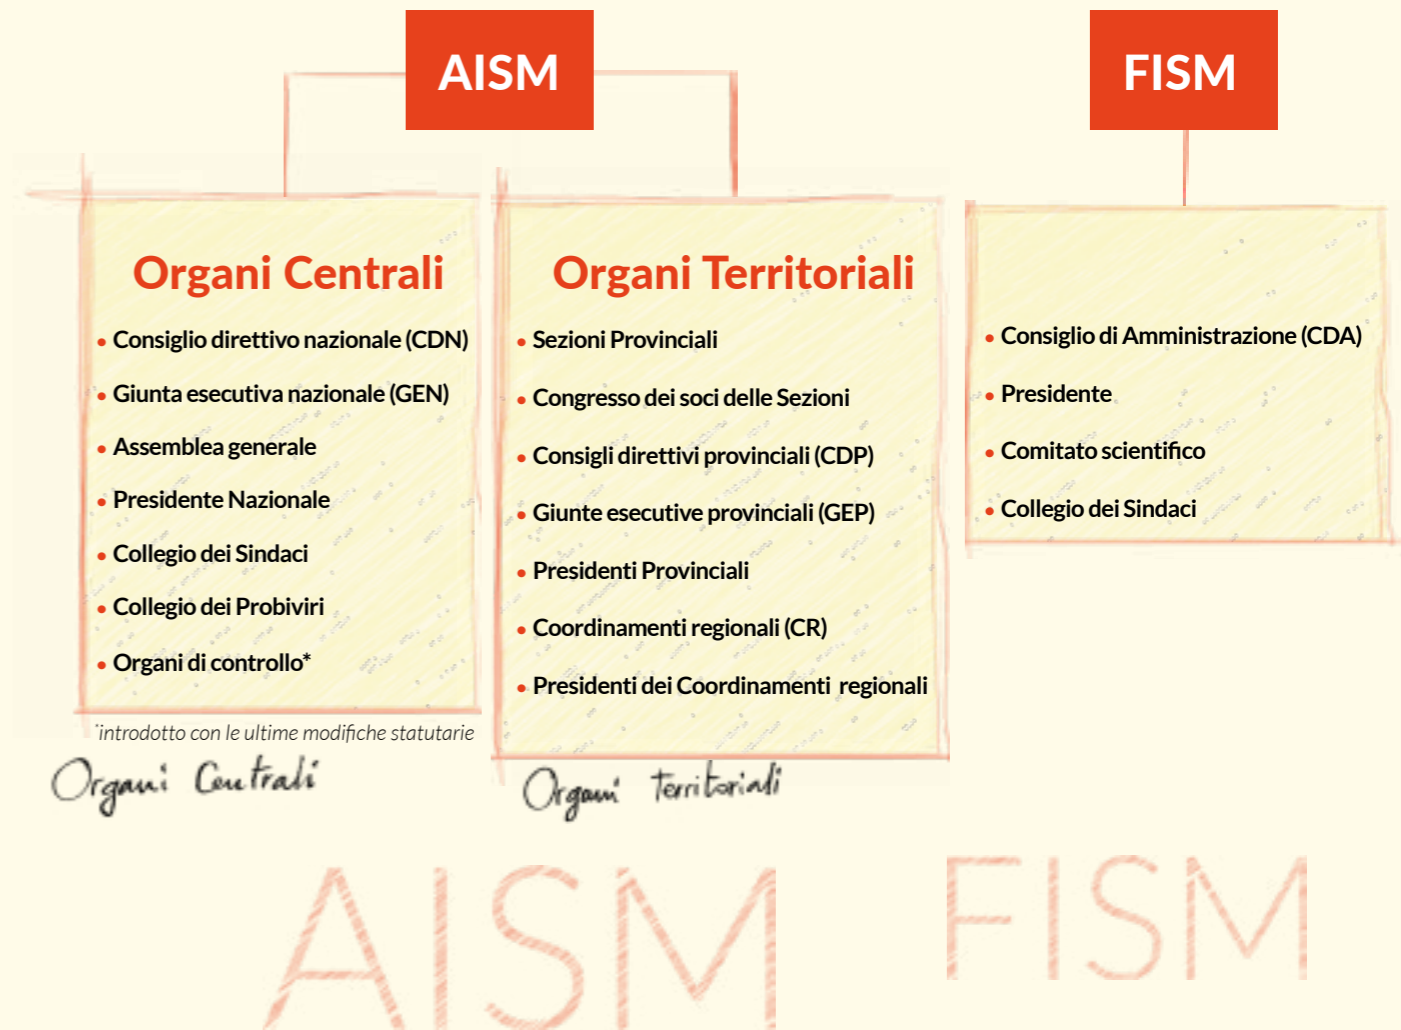 AISM
FISM
Organi Centrali
• Consiglio direttivo nazionale (CDN)
• Giunta esecutiva nazionale (GEN)
• Assemblea generale
• Presidente Nazionale
• Collegio dei Sindaci
• Collegio dei Probiviri
• Organi di controllo*
*introdotto con le ultime modifiche statutarie
Organi Centrali
Organi Territoriali
• Sezioni Provinciali
• Congresso dei soci delle Sezioni
• Consigli direttivi provinciali (CDP)
• Giunte esecutive provinciali (GEP)
• Presidenti Provinciali
• Coordinamenti regionali (CR)
• Presidenti dei Coordinamenti regionali
Organi Territoriali
• Consiglio di Amministrazione (CDA)
• Presidente
• Comitato scientifico
• Collegio dei Sindaci
AISM
FISM